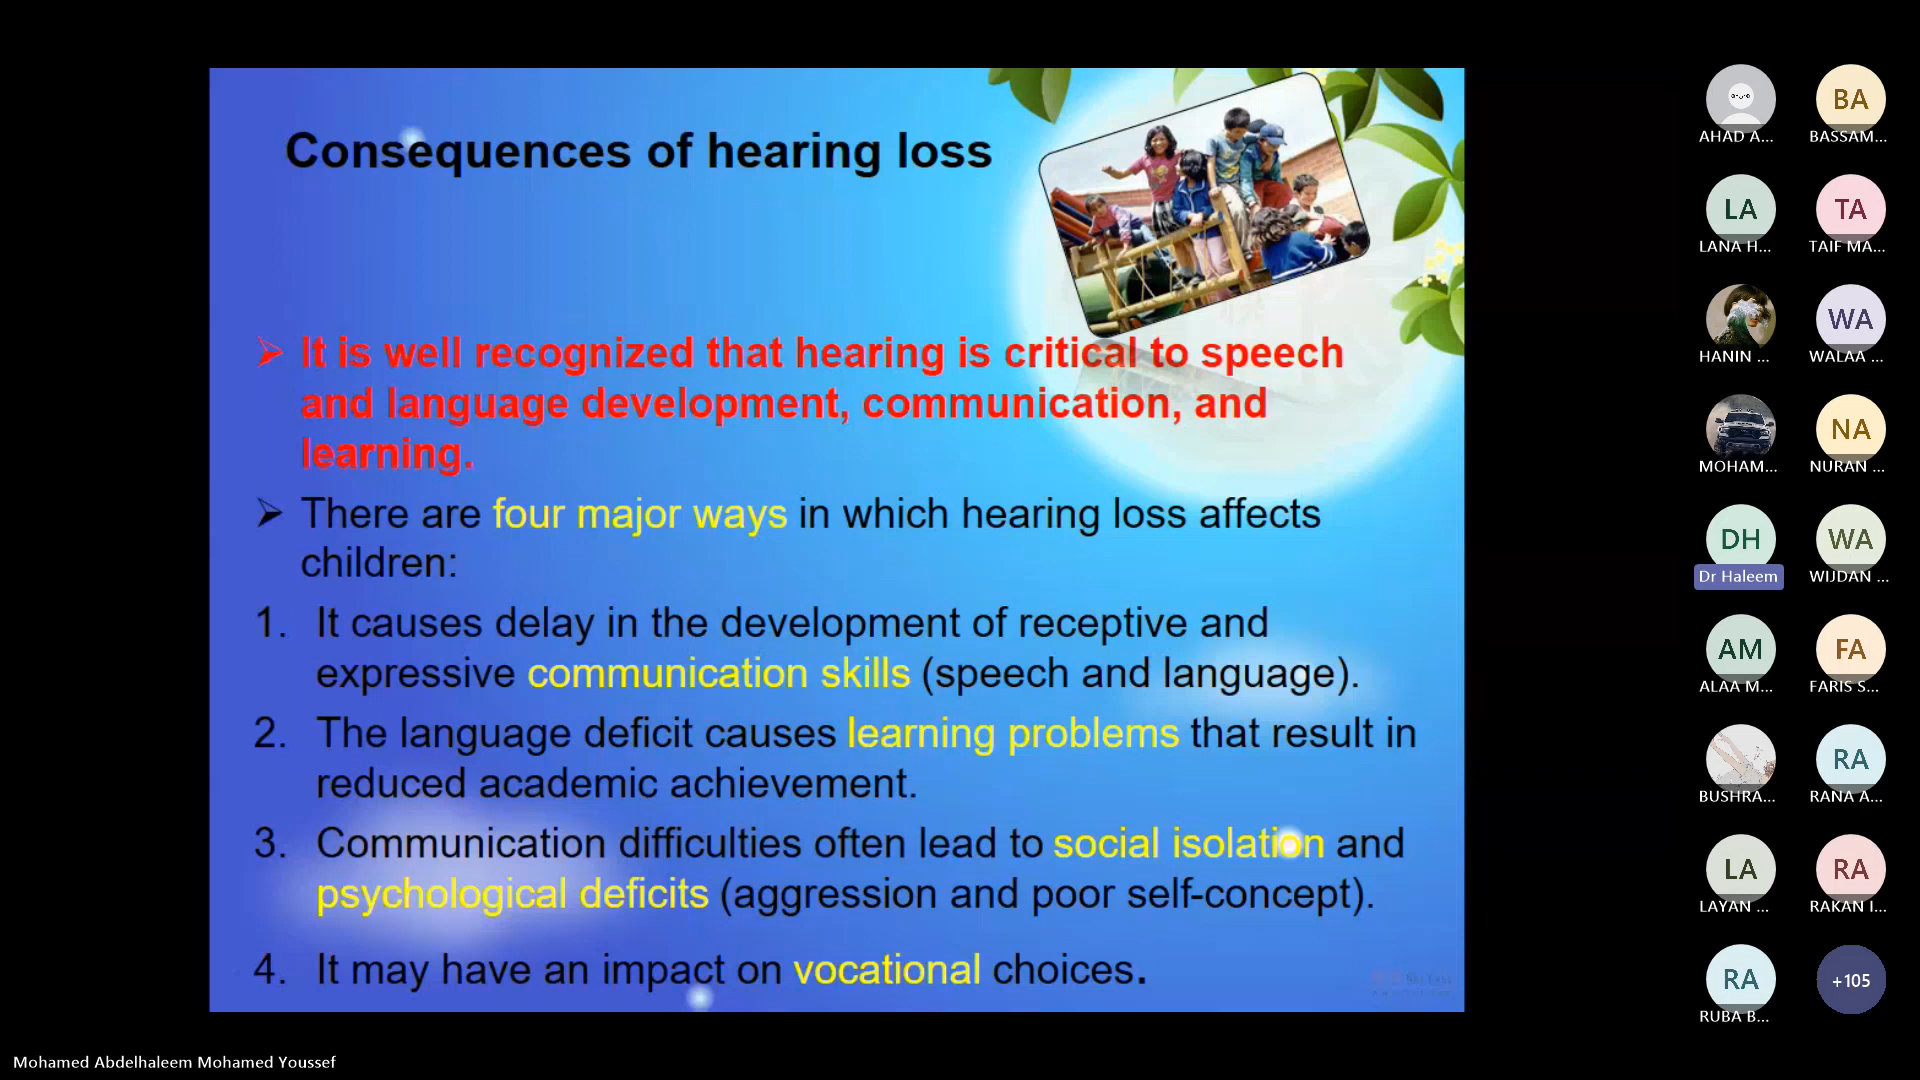 Consequences of hearing loss
➢ It is well recognized that hearing is critical to speech
and language development, communication, and
learning.
➢ There are four major ways in which hearing loss affects
children:
1. It causes delay in the development of receptive and
expressive communication skills (speech and language).
2. The language deficit causes learning problems that result in
reduced academic achievement.
3. Communication difficulties often lead to social isolation and
psychological deficits (aggression and poor self-concept).
4. It may have an impact on vocational choices.
AHAD A...
BA
BASSAM...
LA
LANA H...
TA
TAIF MA...
HANIN ...
WA
WALAA ...
MOHAM...
NA
NURAN ...
DH
Dr Haleem
WA
WIJDAN ...
AM
ALAA M...
FA
FARIS S...
BUSHRA...
RA
RANA A...
LA
LAYAN ...
RA
RAKAN I...
RA
RUBA B...
+105
Mohamed Abdelhaleem Mohamed Youssef